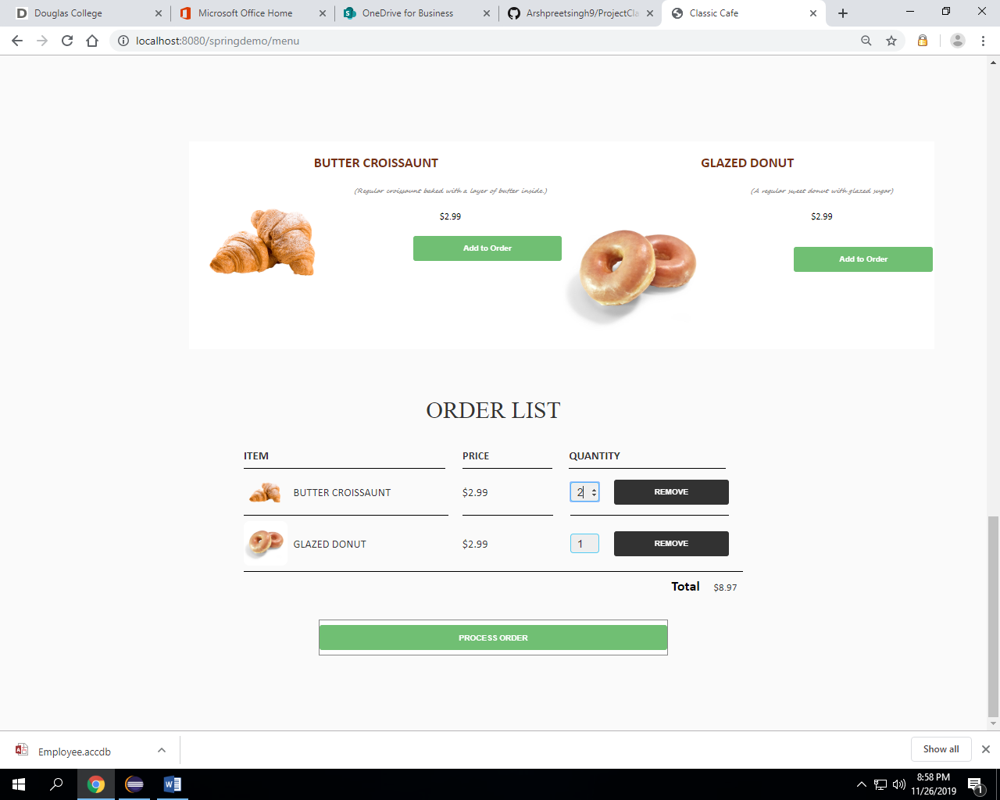 Douglas College
Microsoft Office Home
OneDrive for Business
Arshpreetsingh9/ProjectCla
Classic Cafe
localhost:8080/springdemo/menu
BUTTER CROISSAUNT
GLAZED DONUT
(Regular croissaunt baked with a layer of butter inside.)
(A regular sweet donut with glazed sugar)
$2.99
$2.99
Add to Order
Add to Order
ORDER LIST
ITEM PRICE QUANTITY
BUTTER CROISSAUNT $2.99 2 REMOVE
GLAZED DONUT $2.99 1 REMOVE
Total $8.97
PROCESS ORDER
Employee.accdb
Show all
8:58 PM
11/26/2019
1